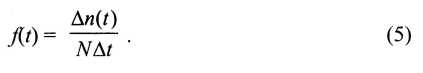 f(t) = Δn(t) / NΔt . (5)